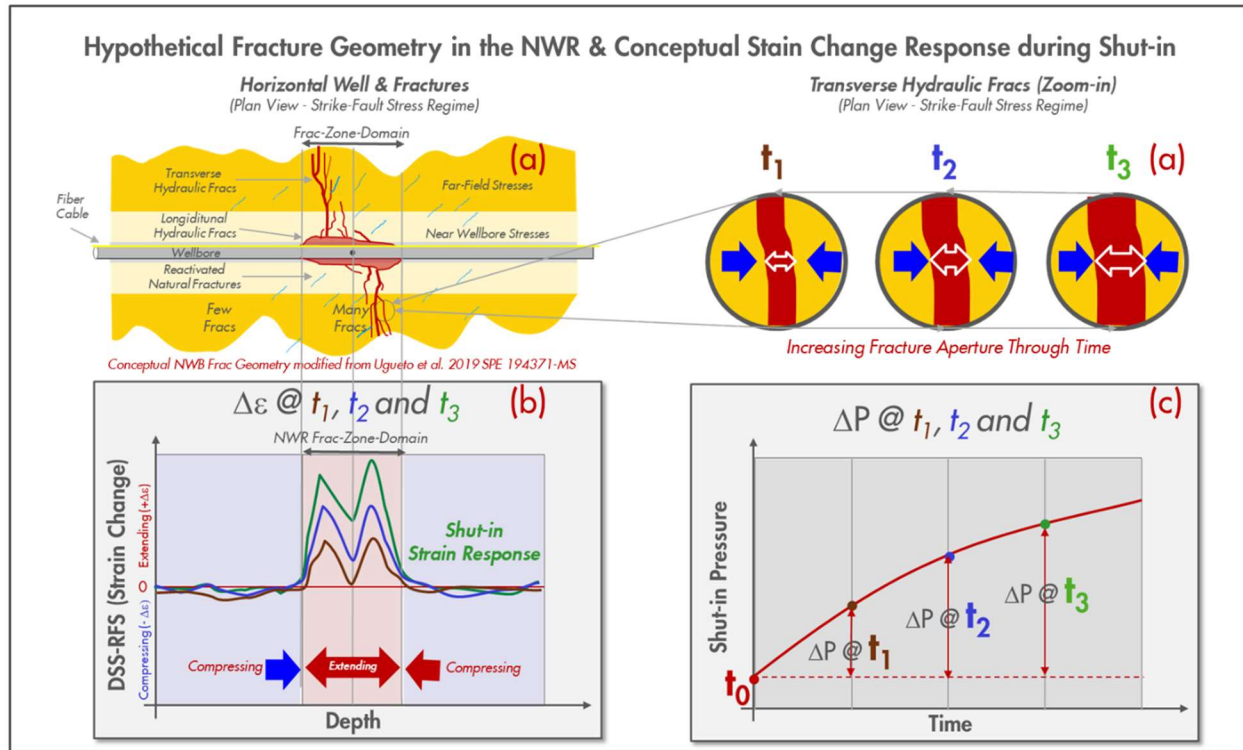 Hypothetical Fracture Geometry in the NWR & Conceptual Stain Change Response during Shut-in
Horizontal Well & Fractures
(Plan View - Strike-Fault Stress Regime)
Frac-Zone-Domain
(a)
Transverse
Hydraulic Fracs
Far-Field Stresses
Fiber
Cable
Longiditunal
Hydraulic Fracs
Near Wellbore Stresses
Wellbore
Reactivated
Natural Fractures
Few
Fracs
Many
Fracs
Conceptual NWB Frac Geometry modified from Ugueto et al. 2019 SPE 194371-MS
Transverse Hydraulic Fracs (Zoom-in)
(Plan View - Strike-Fault Stress Regime)
t1
t2
t3
(a)
Increasing Fracture Aperture Through Time
Δε @ t1, t2 and t3
(b)
NWR Frac-Zone-Domain
DSS-RFS (Strain Change)
Compressing (- Δε)
0
Extending (+Δε)
Shut-in
Strain Response
Compressing
Extending
Compressing
Depth
(c)
ΔP @ t1, t2 and t3
Shut-in Pressure
ΔP @ t1
ΔP @ t2
ΔP @ t3
t0
Time